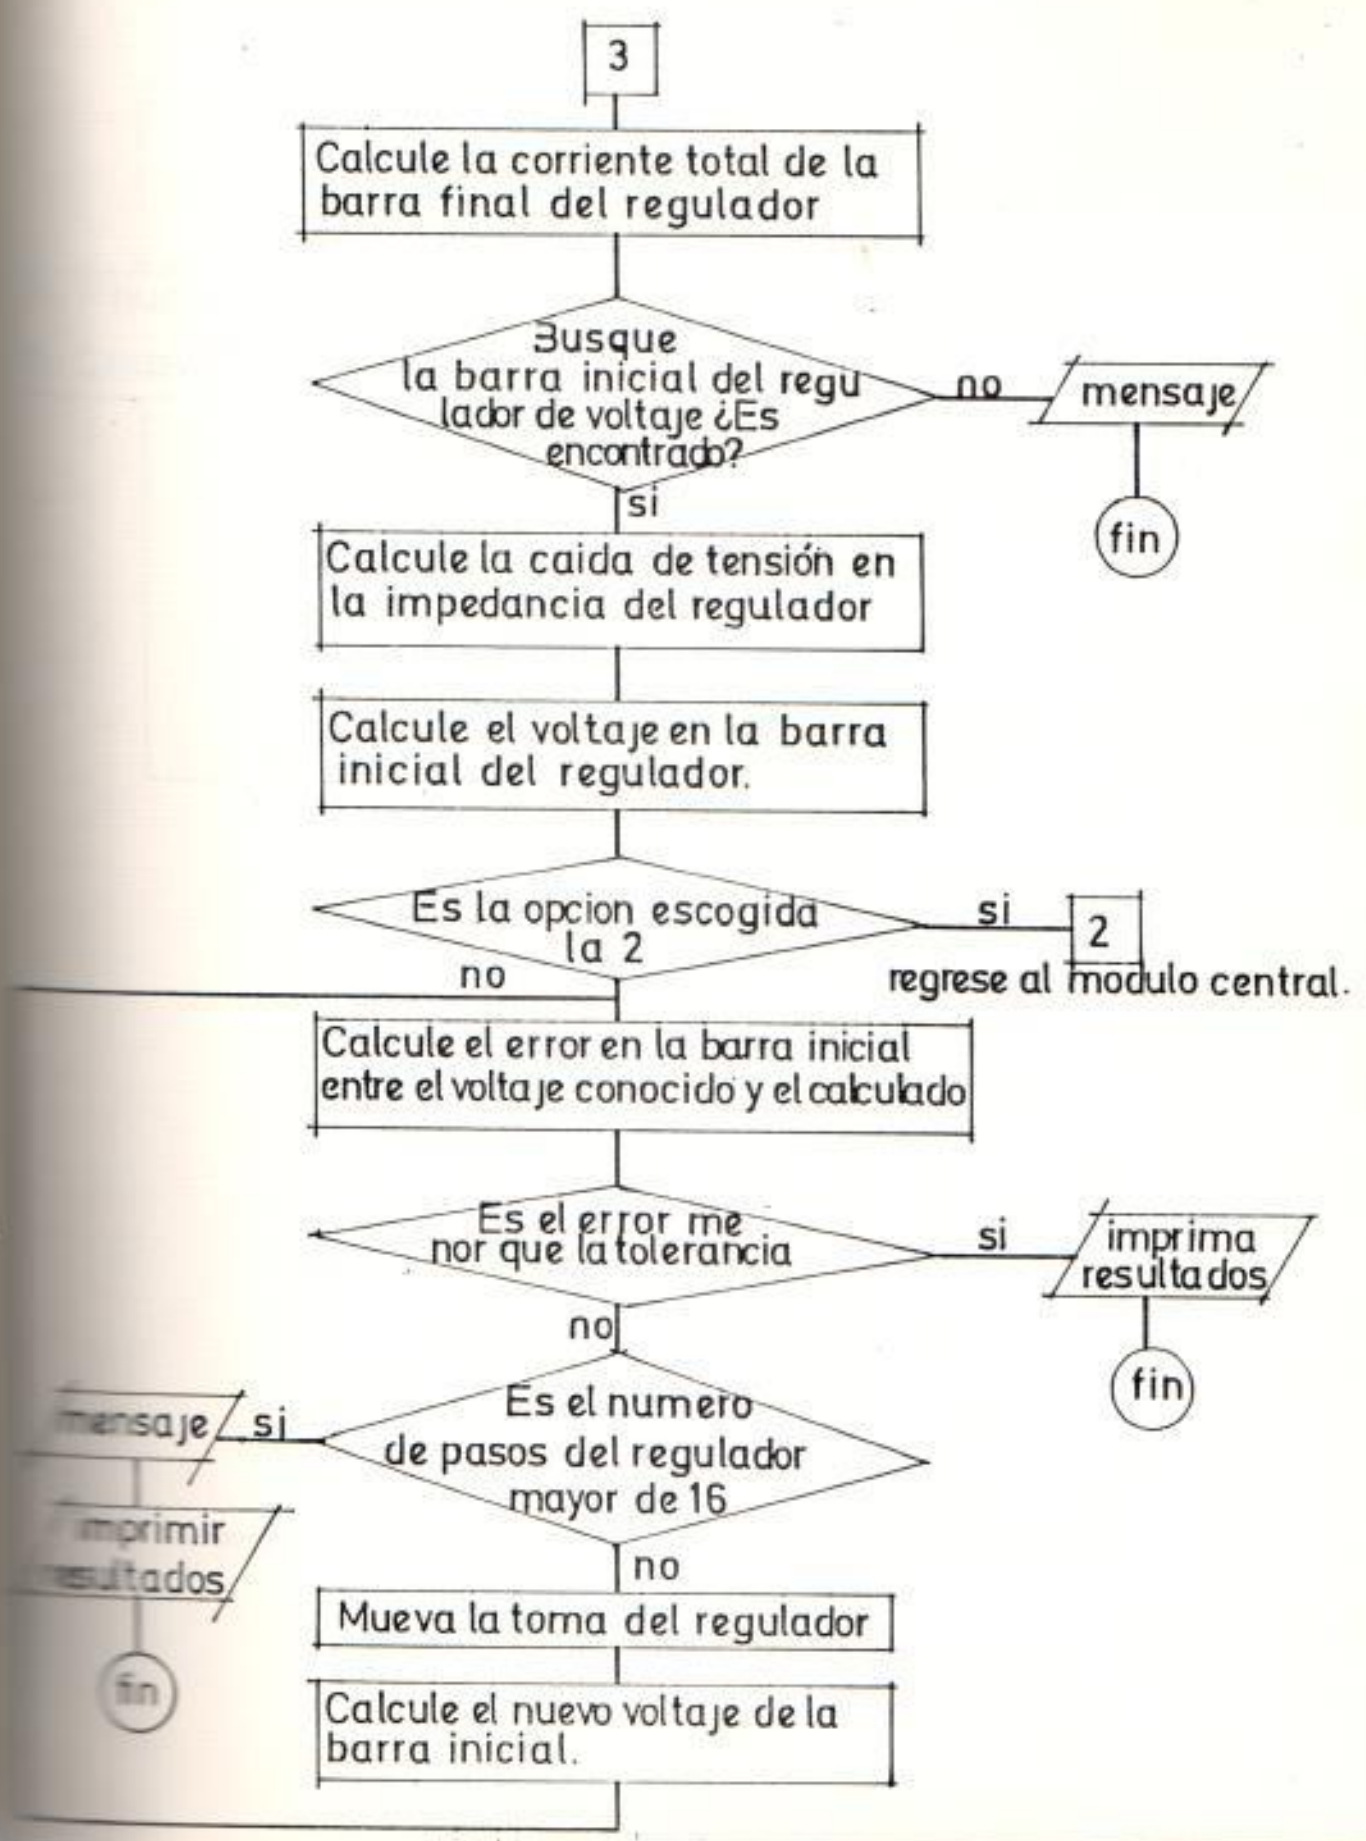 3
Calcule la corriente total de la
barra final del regulador
Busque
la barra inicial del regu
lador de voltaje ¿Es
encontrado?
no
mensaje
fin
si
Calcule la caida de tensión en
la impedancia del regulador
Calcule el voltaje en la barra
inicial del regulador.
Es la opcion escogida
la 2
si
2
regrese al modulo central.
no
Calcule el error en la barra inicial
entre el voltaje conocido y el calculado
Es el error me
nor que la tolerancia
si
imprima
resultados
fin
no
Es el numero
de pasos del regulador
mayor de 16
si
mensaje
imprimir
resultados
fin
no
Mueva la toma del regulador
Calcule el nuevo voltaje de la
barra inicial.